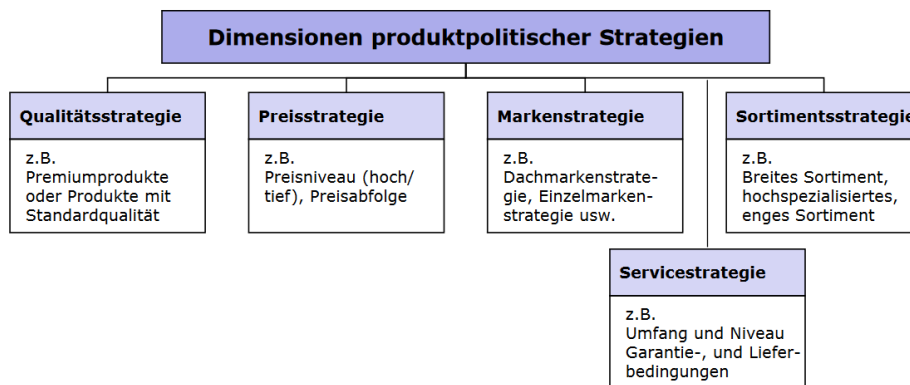 Dimensionen produktpolitischer Strategien
Qualitätsstrategie
z.B.
Premiumprodukte
oder Produkte mit
Standardqualität
Preisstrategie
z.B.
Preisniveau (hoch/
tief), Preisabfolge
Markenstrategie
z.B.
Dachmarkenstrate-
gie, Einzelmarken-
strategie usw.
Sortimentsstrategie
z.B.
Breites Sortiment,
hochspezialisiertes,
enges Sortiment
Servicestrategie
z.B.
Umfang und Niveau
Garantie-, und Liefer-
bedingungen